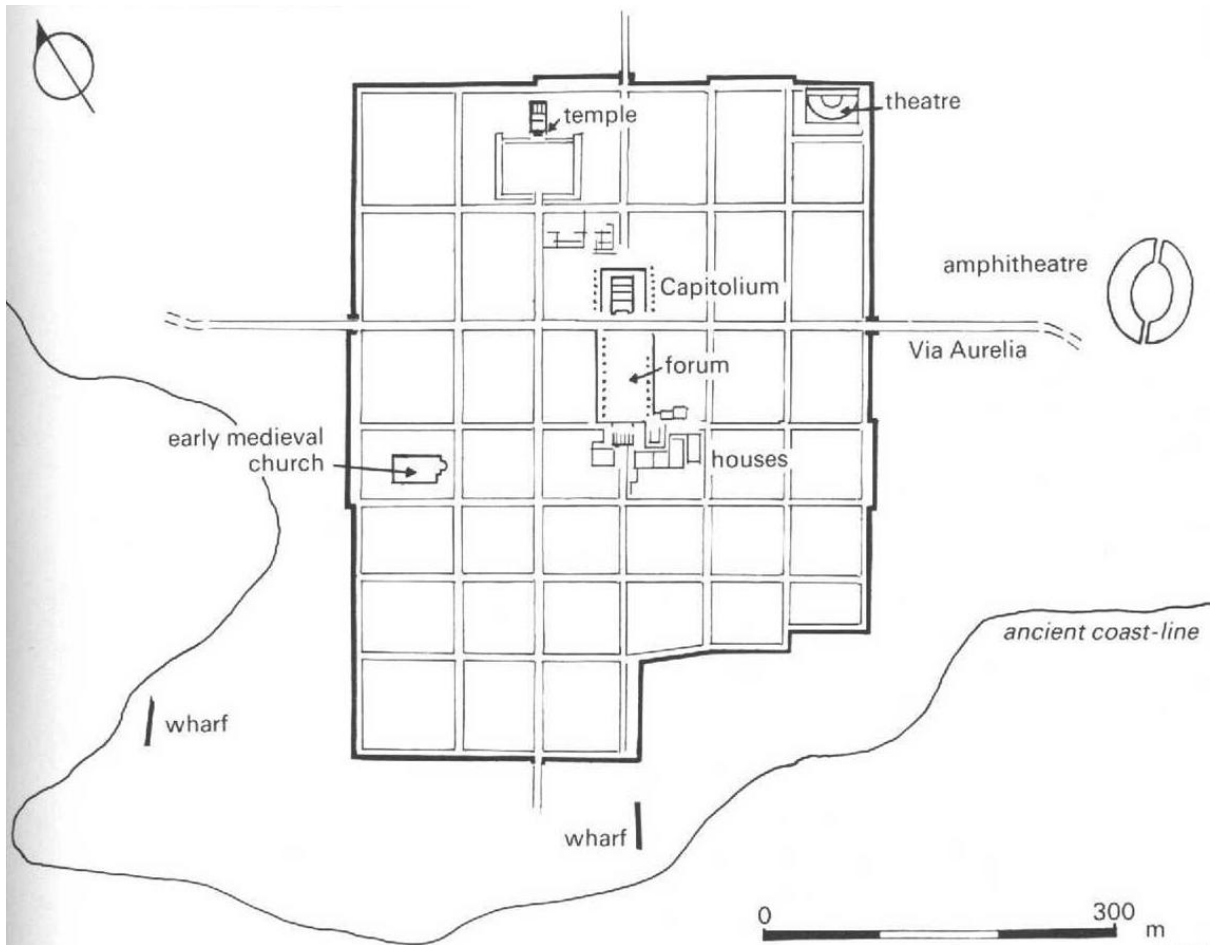 theatre
temple
amphitheatre
Capitolium
Via Aurelia
forum
early medieval
church
houses
ancient coast-line
wharf
wharf
0 300
m